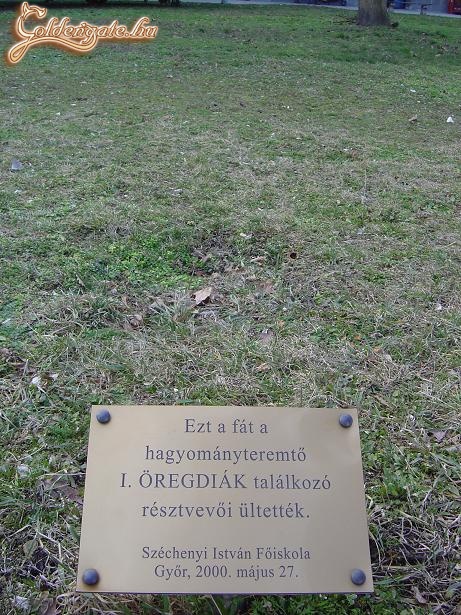 Goldengate.hu
Ezt a fát a
hagyományteremtő
I. ÖREGDIÁK találkozó
résztvevői ültették.
Széchenyi István Főiskola
Győr, 2000. május 27.